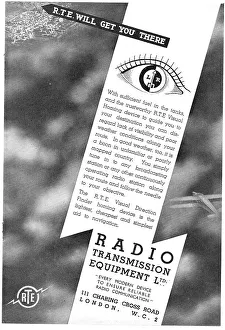 R.T.E. WILL GET YOU THERE
With sufficient fuel in the tanks,
and the trustworthy R.T.E Visual
Homing device to guide you to
your destination you can dis-
regard lack of visibility and poor
weather conditions along your
route. In good weather, too, it is
a boon in unfamiliar or poorly
mapped country. You simply
tune in to any broadcasting
station or any other continuously
operating radio station along
your route and follow the needle
to your objective.
The R.T.E. Visual Direction
Finder homing device is the
lightest, cheapest and simplest
aid to navigation.
RADIO
TRANSMISSION
EQUIPMENT LTD.
"EVERY MODERN DEVICE
TO ENSURE RELIABLE
RADIO COMMUNICATION"
111 CHARING CROSS ROAD
LONDON, W.C.2
RTE